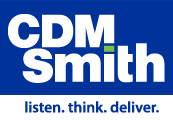 CDM
Smith
listen. think. deliver.